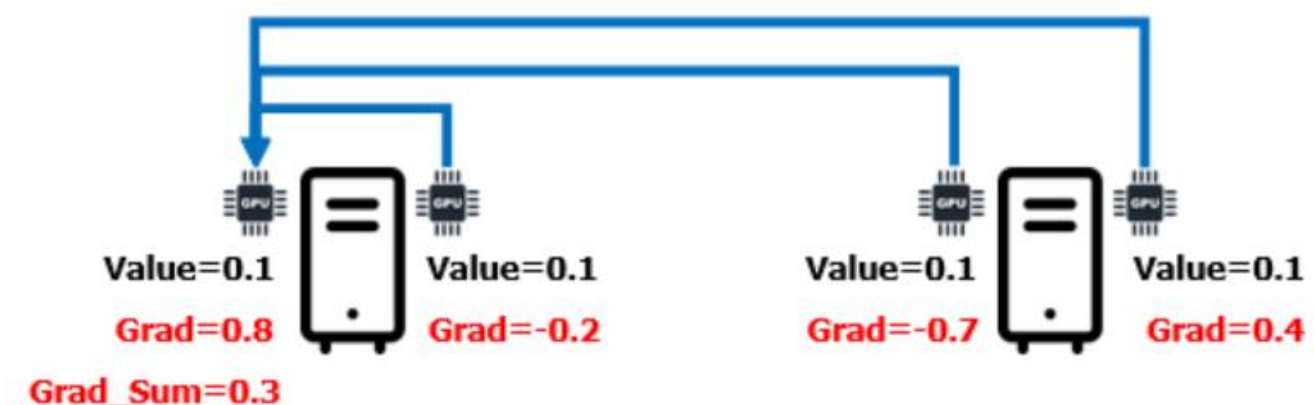 GPU GPU GPU GPU
Value=0.1 Value=0.1 Value=0.1 Value=0.1
Grad=0.8 Grad=-0.2 Grad=-0.7 Grad=0.4
Grad_Sum=0.3